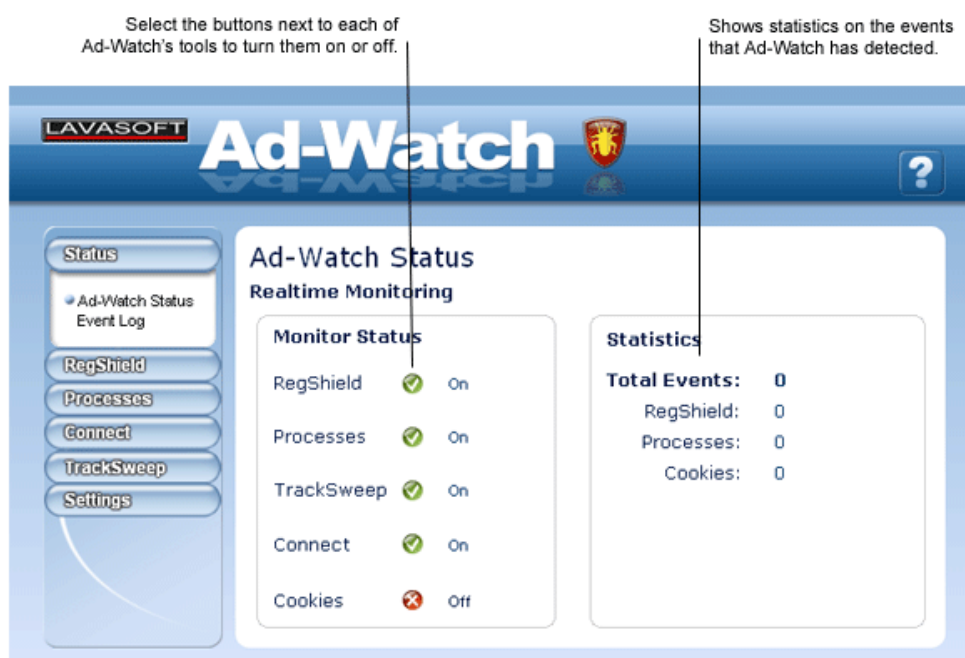 Select the buttons next to each of
Ad-Watch's tools to turn them on or off.
Shows statistics on the events
that Ad-Watch has detected.
LAVASOFT
Ad-Watch
?
Status
Ad-Watch Status
Event Log
RegShield
Processes
Connect
TrackSweep
Settings
Ad-Watch Status
Realtime Monitoring
Monitor Status
RegShield On
Processes On
TrackSweep On
Connect On
Cookies Off
Statistics
Total Events: 0
RegShield: 0
Processes: 0
Cookies: 0